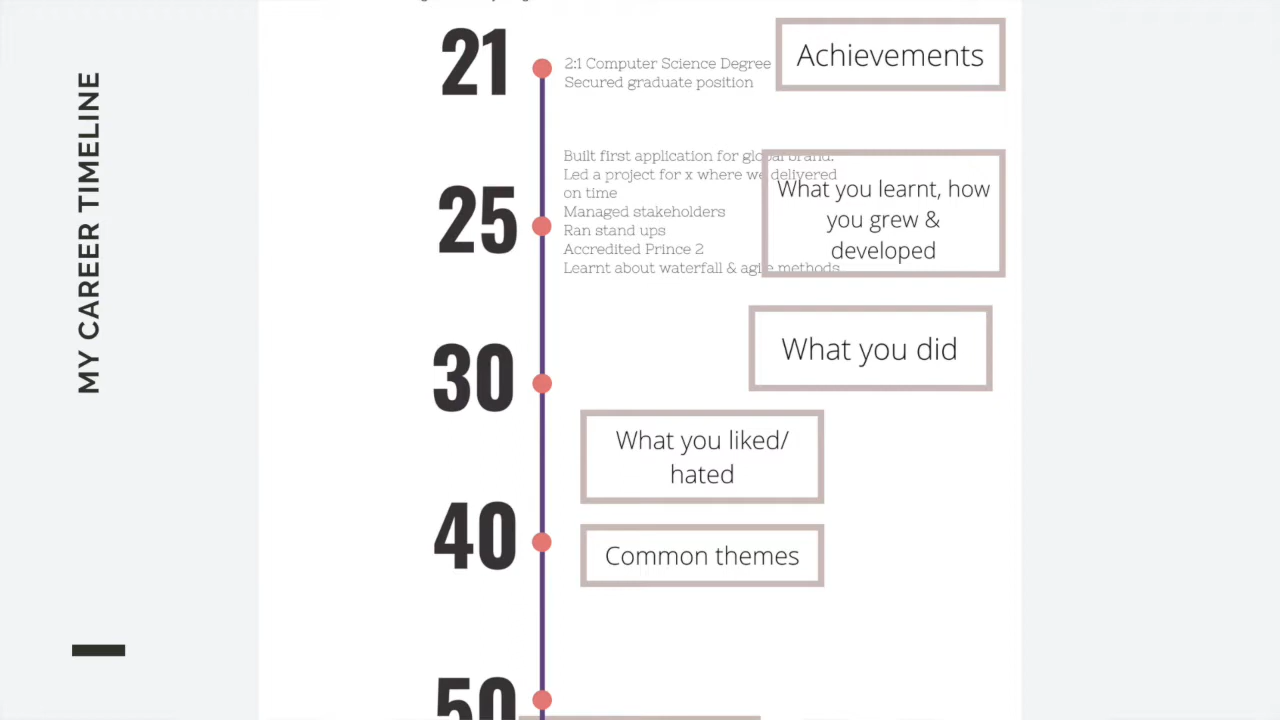 MY CAREER TIMELINE
21
2:1 Computer Science Degree
Secured graduate position
Achievements
25
Built first application for global brand.
Led a project for x where we delivered
on time
Managed stakeholders
Ran stand ups
Accredited Prince 2
Learnt about waterfall & agile methods
What you learnt, how
you grew &
developed
What you did
30
What you liked/
hated
40
Common themes
50